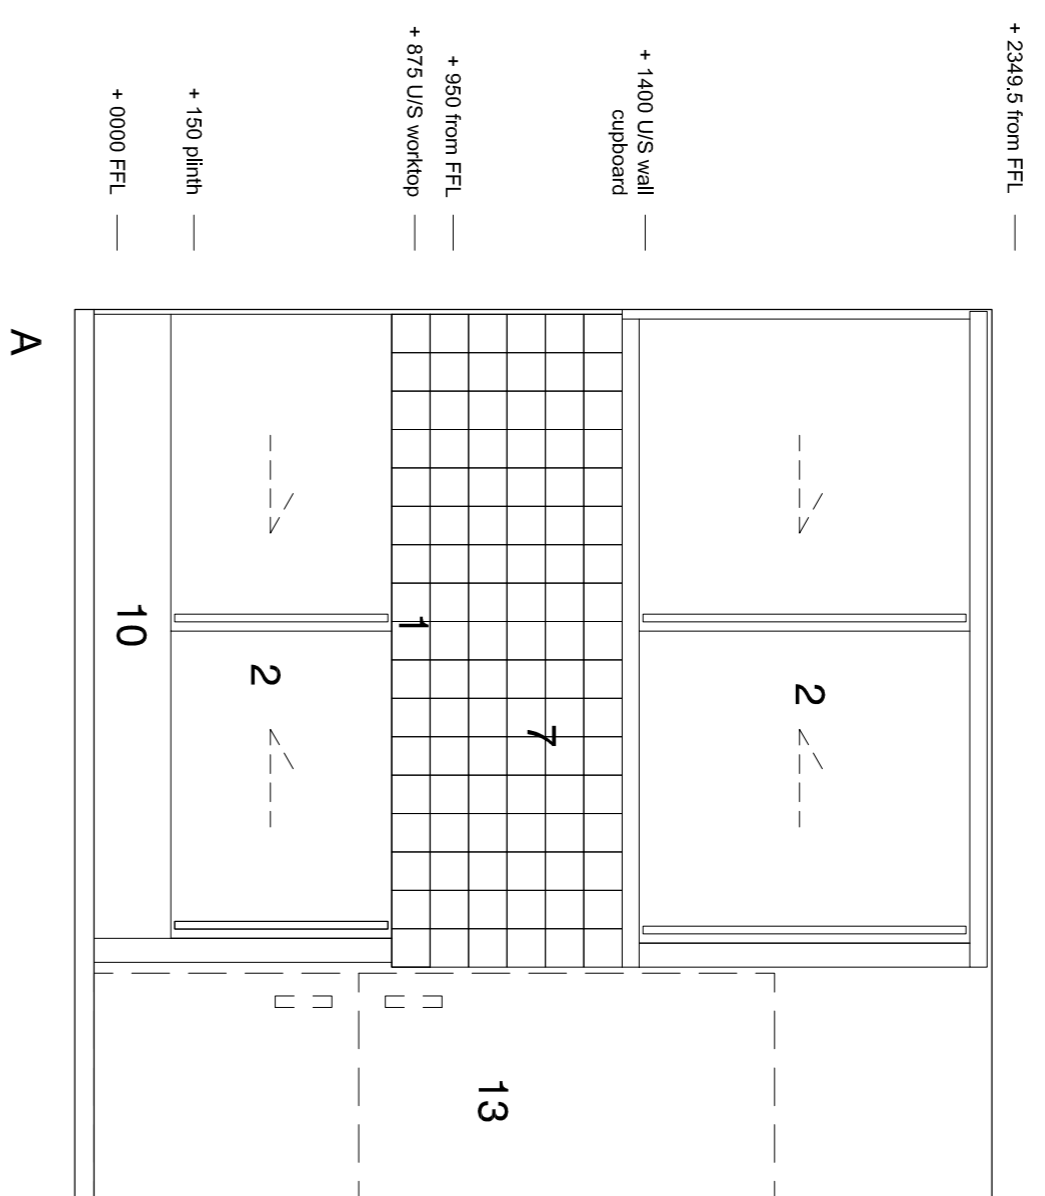 + 2349.5 from FFL
+ 1400 U/S wall
cupboard
+ 950 from FFL
+ 875 U/S worktop
+ 150 plinth
+ 0000 FFL
2
7
1
2
10
13
A